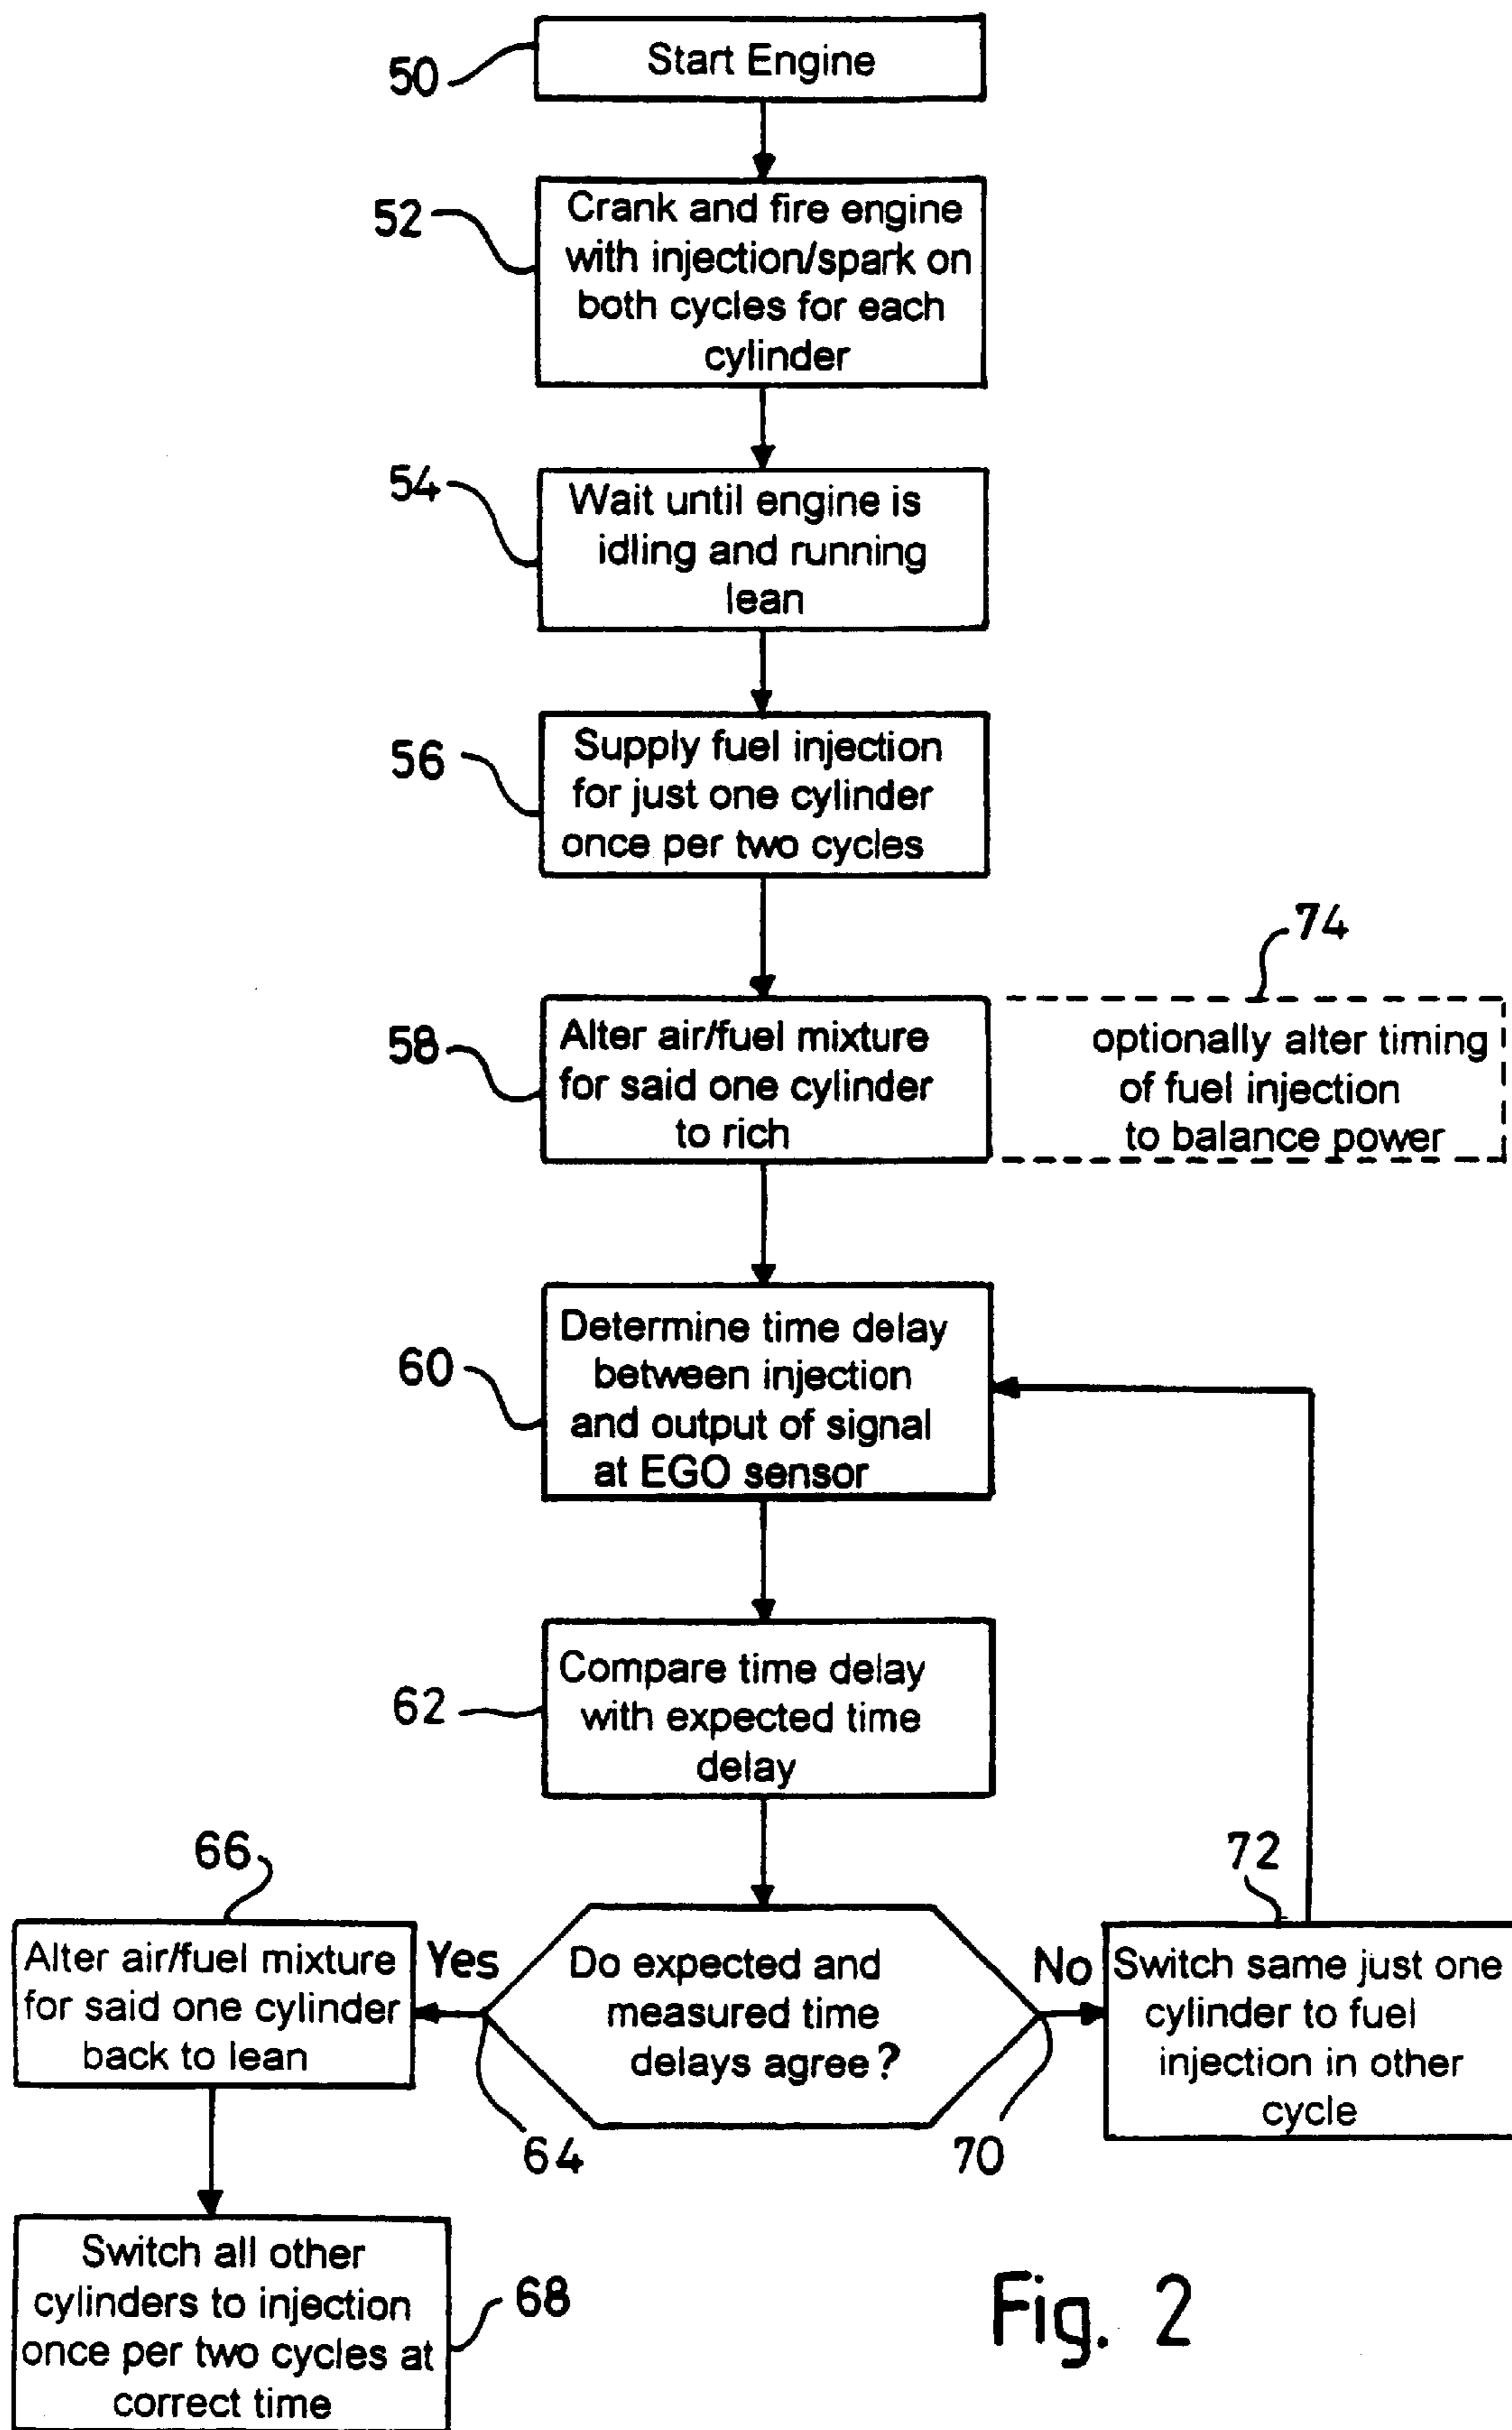 50
Start Engine
52
Crank and fire engine
with injection/spark on
both cycles for each
cylinder
54
Wait until engine is
idling and running
lean
56
Supply fuel injection
for just one cylinder
once per two cycles
74
58
Alter air/fuel mixture
for said one cylinder
to rich
optionally alter timing
of fuel injection
to balance power
60
Determine time delay
between injection
and output of signal
at EGO sensor
62
Compare time delay
with expected time
delay
66
Alter air/fuel mixture
for said one cylinder
back to lean
Yes
Do expected and
measured time
delays agree?
No
72
Switch same just one
cylinder to fuel
injection in other
cycle
64
70
Switch all other
cylinders to injection
once per two cycles at
correct time
68
Fig. 2